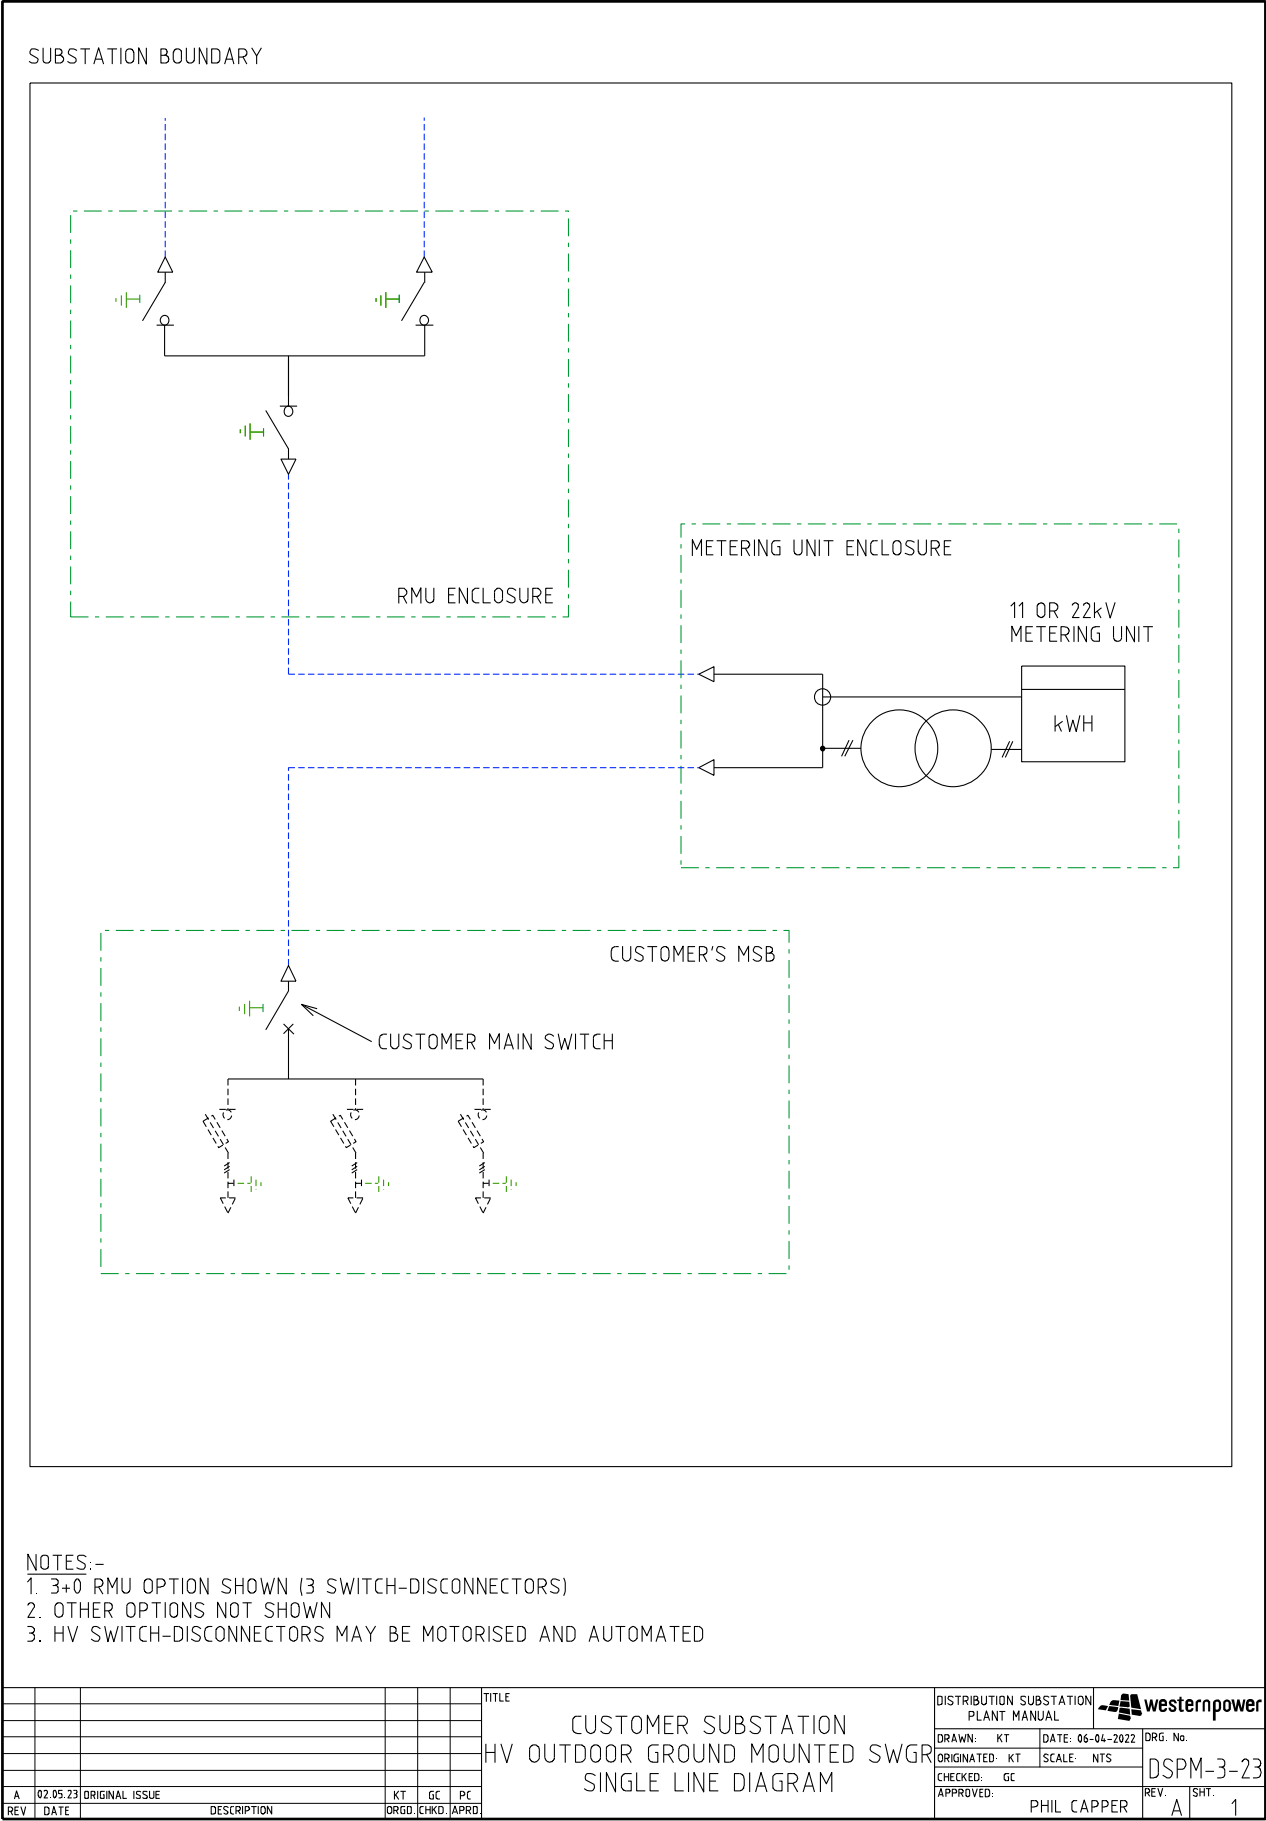 SUBSTATION BOUNDARY
RMU ENCLOSURE
METERING UNIT ENCLOSURE
11 OR 22kV
METERING UNIT
kWH
CUSTOMER'S MSB
CUSTOMER MAIN SWITCH
NOTES:-
1. 3+0 RMU OPTION SHOWN (3 SWITCH-DISCONNECTORS)
2. OTHER OPTIONS NOT SHOWN
3. HV SWITCH-DISCONNECTORS MAY BE MOTORISED AND AUTOMATED
A 02.05.23 ORIGINAL ISSUE KT GC PC
REV DATE DESCRIPTION ORGD. CHKD. APRD.
TITLE
CUSTOMER SUBSTATION
HV OUTDOOR GROUND MOUNTED SWGR
SINGLE LINE DIAGRAM
DISTRIBUTION SUBSTATION
PLANT MANUAL
westernpower
DRAWN: KT DATE: 06-04-2022
ORIGINATED: KT SCALE: NTS
CHECKED: GC
APPROVED:
PHIL CAPPER
DRG. No.
DSPM-3-23
REV. A SHT. 1